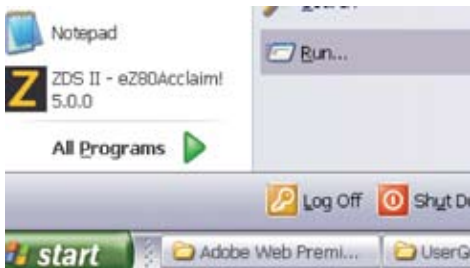 Notepad
Run...
ZDS II - eZ80Acclaim!
5.0.0
All Programs
Log Off
start
Adobe Web Premi...